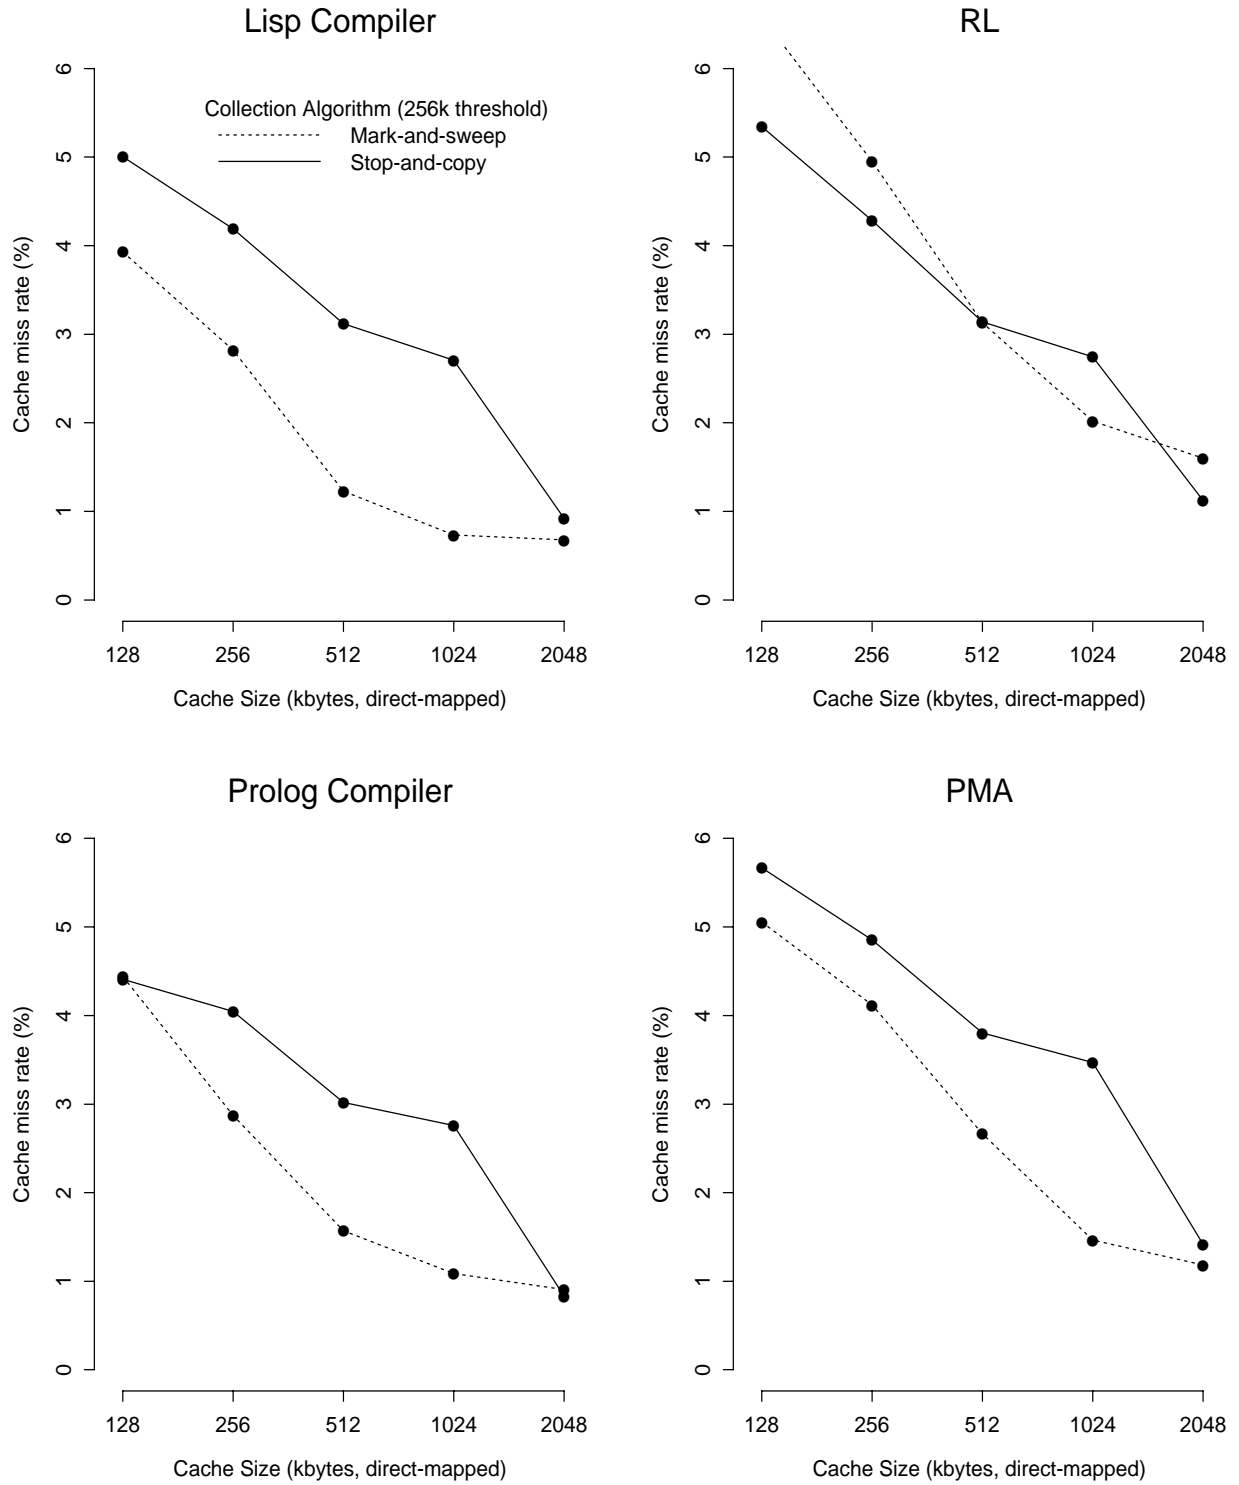 Lisp Compiler
Cache miss rate (%)
6
5
4
3
2
1
0
Collection Algorithm (256k threshold)
Mark-and-sweep
Stop-and-copy
128 256 512 1024 2048
Cache Size (kbytes, direct-mapped)
RL
Cache miss rate (%)
6
5
4
3
2
1
0
128 256 512 1024 2048
Cache Size (kbytes, direct-mapped)
Prolog Compiler
Cache miss rate (%)
6
5
4
3
2
1
0
128 256 512 1024 2048
Cache Size (kbytes, direct-mapped)
PMA
Cache miss rate (%)
6
5
4
3
2
1
0
128 256 512 1024 2048
Cache Size (kbytes, direct-mapped)